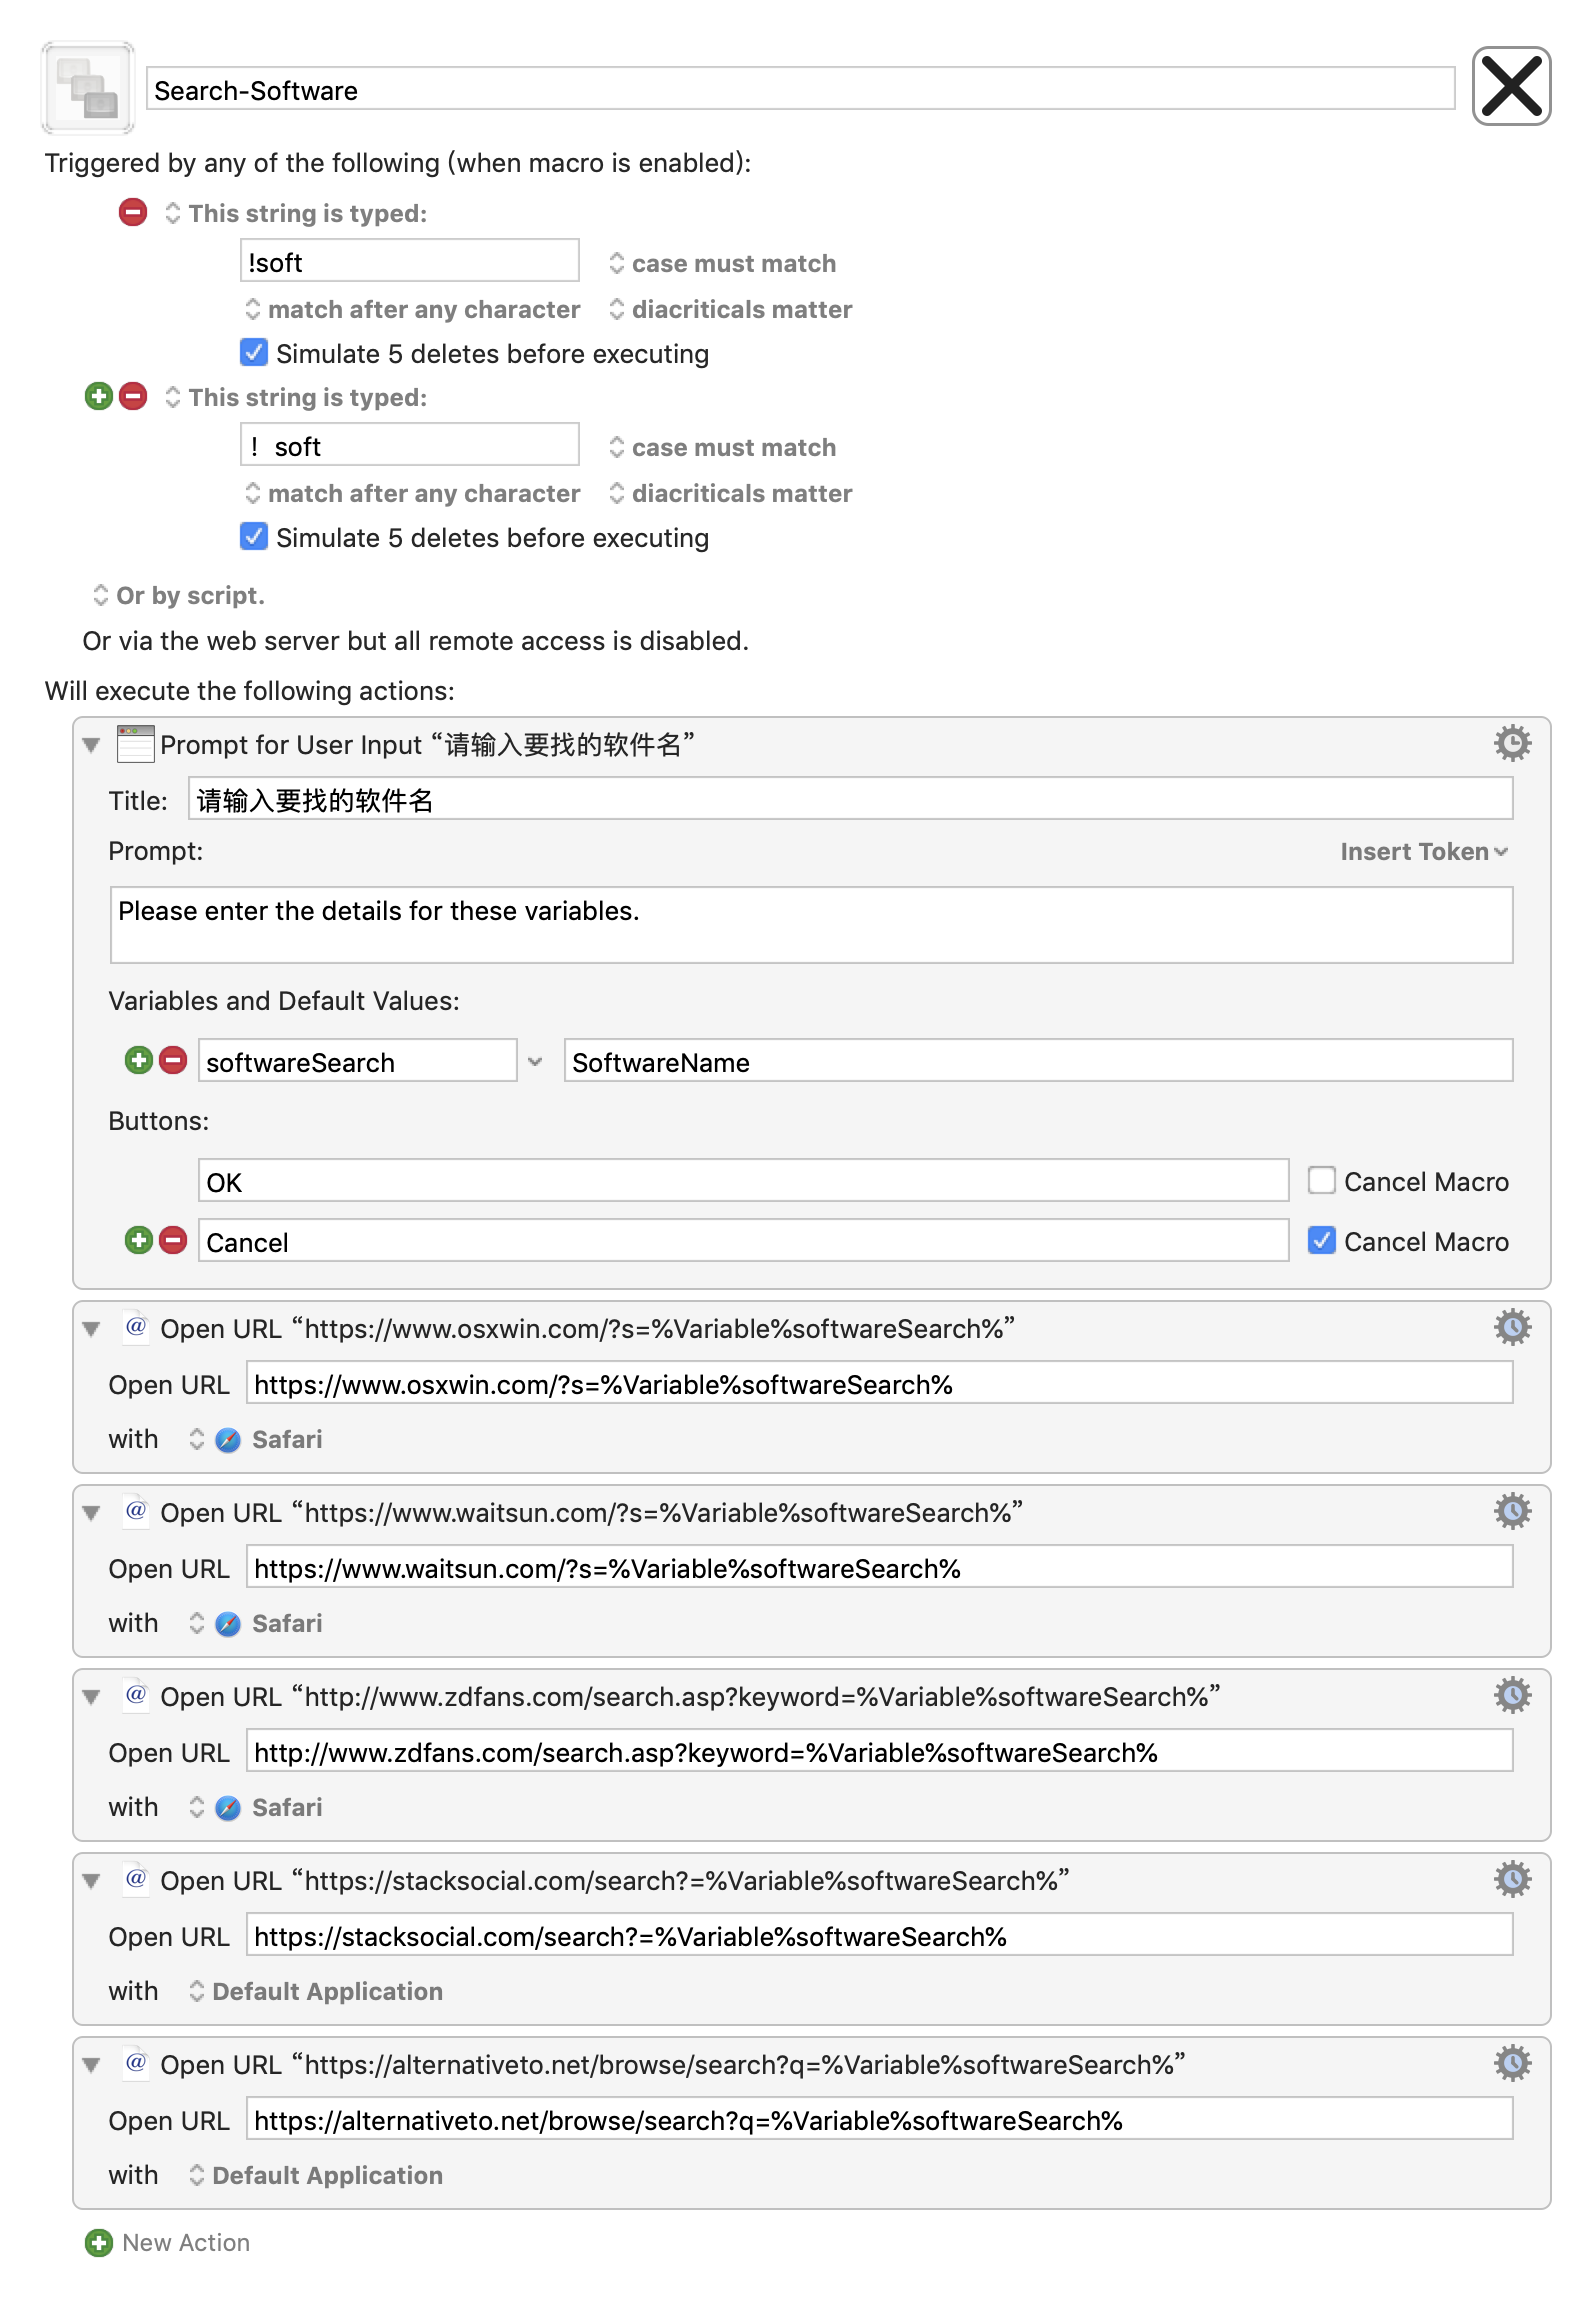 Search-Software
Triggered by any of the following (when macro is enabled):
This string is typed:
!soft case must match
match after any character diacriticals matter
Simulate 5 deletes before executing
This string is typed:
！soft case must match
match after any character diacriticals matter
Simulate 5 deletes before executing
Or by script.
Or via the web server but all remote access is disabled.
Will execute the following actions:
Prompt for User Input “请输入要找的软件名”
Title: 请输入要找的软件名
Prompt: Insert Token
Please enter the details for these variables.
Variables and Default Values:
softwareSearch SoftwareName
Buttons:
OK Cancel Macro
Cancel Cancel Macro
@ Open URL “https://www.osxwin.com/?s=%Variable%softwareSearch%”
Open URL https://www.osxwin.com/?s=%Variable%softwareSearch%
with Safari
@ Open URL “https://www.waitsun.com/?s=%Variable%softwareSearch%”
Open URL https://www.waitsun.com/?s=%Variable%softwareSearch%
with Safari
@ Open URL “http://www.zdfans.com/search.asp?keyword=%Variable%softwareSearch%”
Open URL http://www.zdfans.com/search.asp?keyword=%Variable%softwareSearch%
with Safari
@ Open URL “https://stacksocial.com/search?=%Variable%softwareSearch%”
Open URL https://stacksocial.com/search?=%Variable%softwareSearch%
with Default Application
@ Open URL “https://alternativeto.net/browse/search?q=%Variable%softwareSearch%”
Open URL https://alternativeto.net/browse/search?q=%Variable%softwareSearch%
with Default Application
New Action